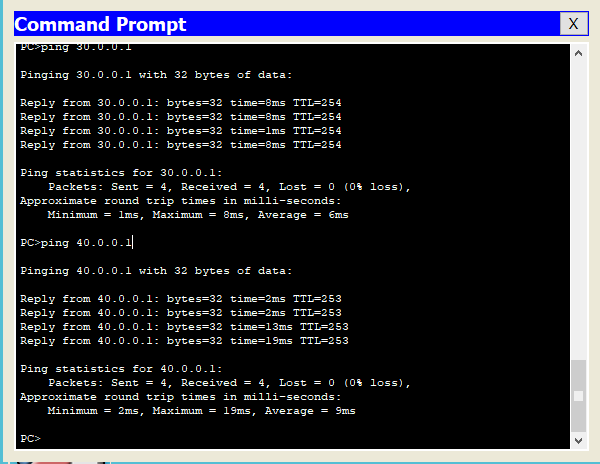 Command Prompt
X
PC>ping 30.0.0.1
Pinging 30.0.0.1 with 32 bytes of data:
Reply from 30.0.0.1: bytes=32 time=8ms TTL=254
Reply from 30.0.0.1: bytes=32 time=8ms TTL=254
Reply from 30.0.0.1: bytes=32 time=1ms TTL=254
Reply from 30.0.0.1: bytes=32 time=8ms TTL=254
Ping statistics for 30.0.0.1:
    Packets: Sent = 4, Received = 4, Lost = 0 (0% loss),
Approximate round trip times in milli-seconds:
    Minimum = 1ms, Maximum = 8ms, Average = 6ms
PC>ping 40.0.0.1
Pinging 40.0.0.1 with 32 bytes of data:
Reply from 40.0.0.1: bytes=32 time=2ms TTL=253
Reply from 40.0.0.1: bytes=32 time=2ms TTL=253
Reply from 40.0.0.1: bytes=32 time=13ms TTL=253
Reply from 40.0.0.1: bytes=32 time=19ms TTL=253
Ping statistics for 40.0.0.1:
    Packets: Sent = 4, Received = 4, Lost = 0 (0% loss),
Approximate round trip times in milli-seconds:
    Minimum = 2ms, Maximum = 19ms, Average = 9ms
PC>